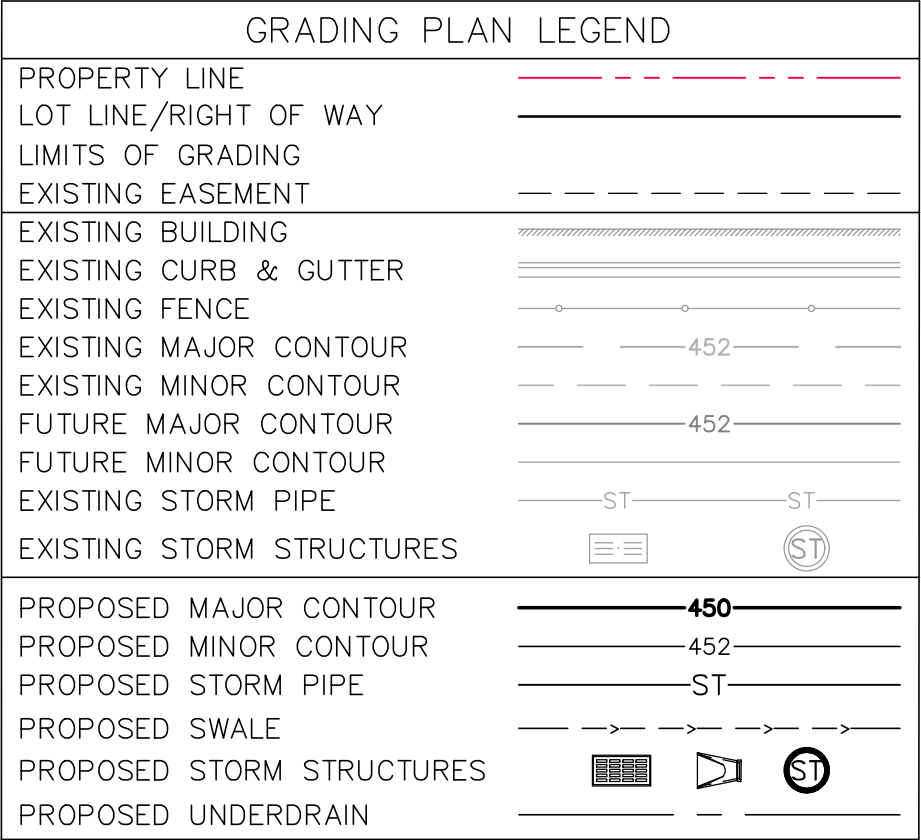 GRADING PLAN LEGEND
PROPERTY LINE
LOT LINE/RIGHT OF WAY
LIMITS OF GRADING
EXISTING EASEMENT
EXISTING BUILDING
EXISTING CURB & GUTTER
EXISTING FENCE
EXISTING MAJOR CONTOUR 452
EXISTING MINOR CONTOUR
FUTURE MAJOR CONTOUR 452
FUTURE MINOR CONTOUR
EXISTING STORM PIPE ST ST
EXISTING STORM STRUCTURES ST
PROPOSED MAJOR CONTOUR 450
PROPOSED MINOR CONTOUR 452
PROPOSED STORM PIPE ST
PROPOSED SWALE
PROPOSED STORM STRUCTURES ST
PROPOSED UNDERDRAIN